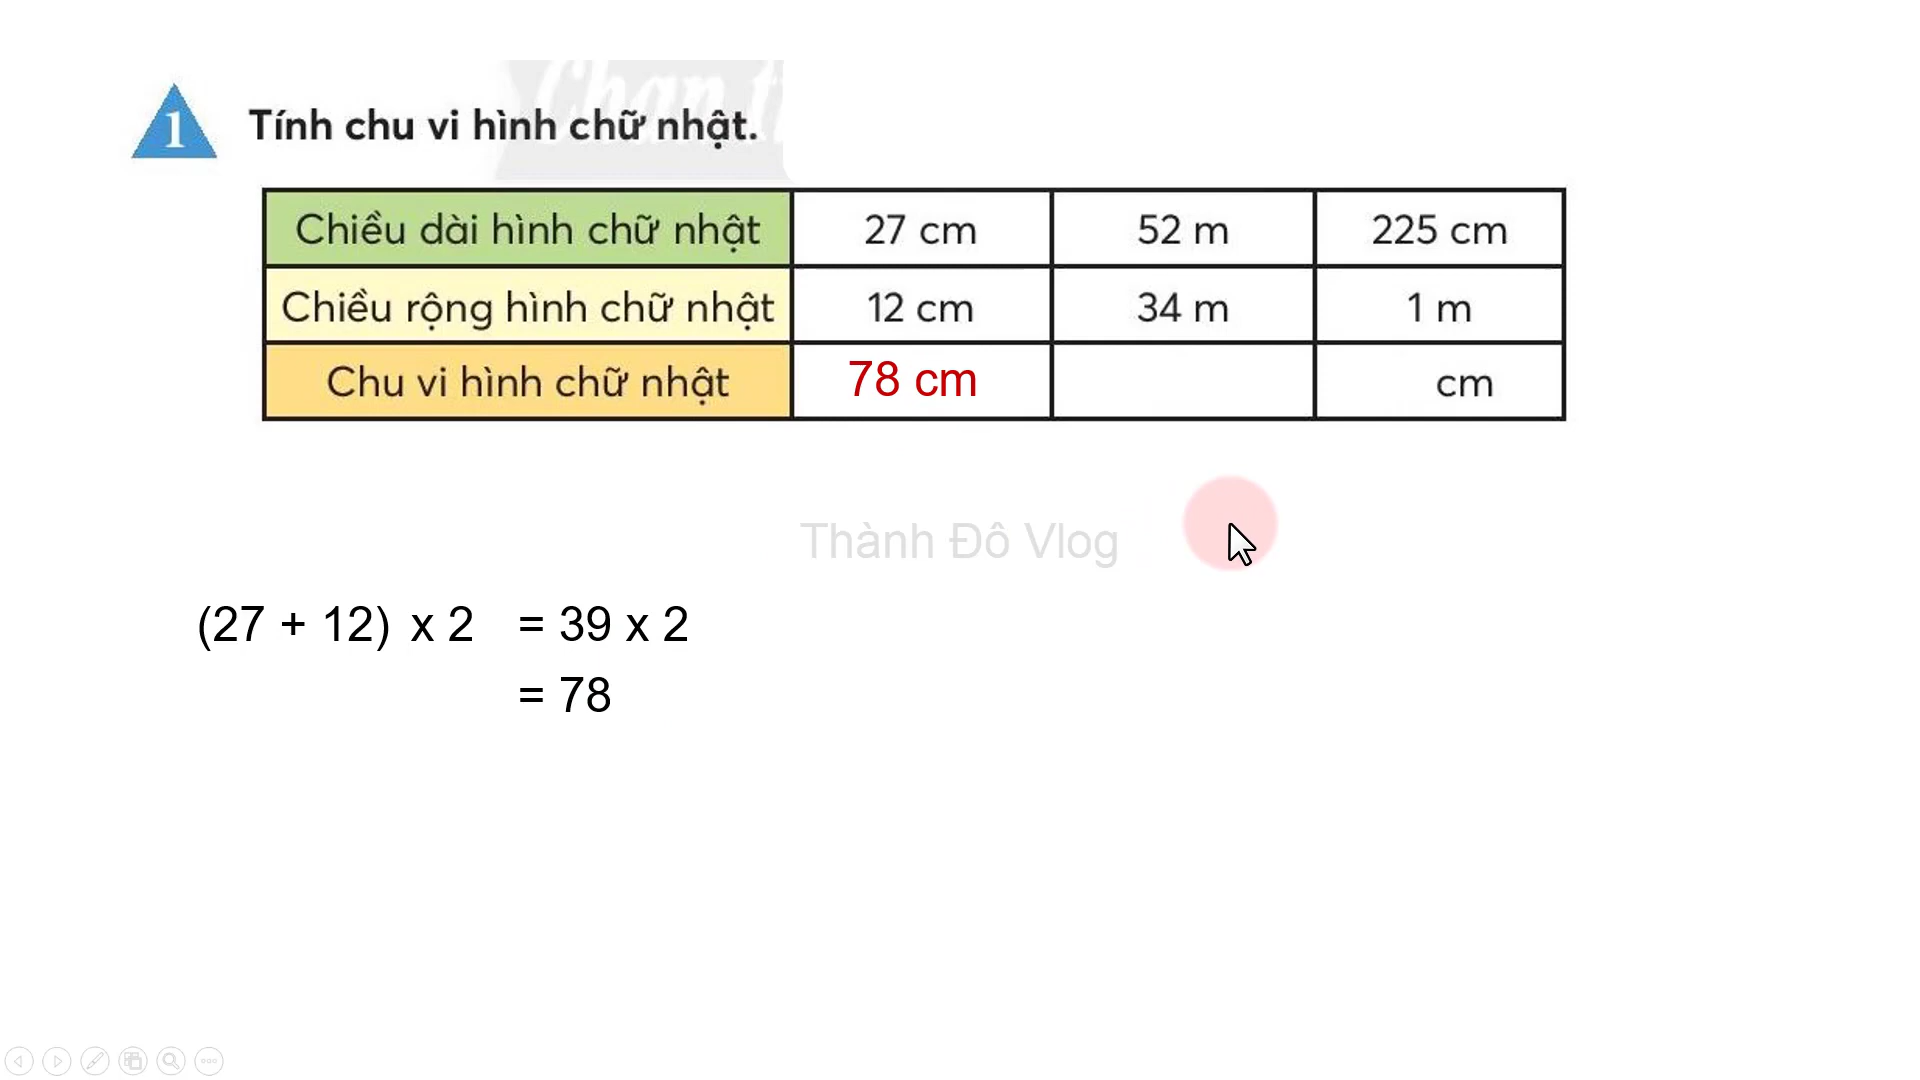 1 Tính chu vi hình chữ nhật.
Chiều dài hình chữ nhật 27 cm 52 m 225 cm
Chiều rộng hình chữ nhật 12 cm 34 m 1 m
Chu vi hình chữ nhật 78 cm cm
Thành Đô Vlog
(27 + 12) x 2 = 39 x 2
= 78